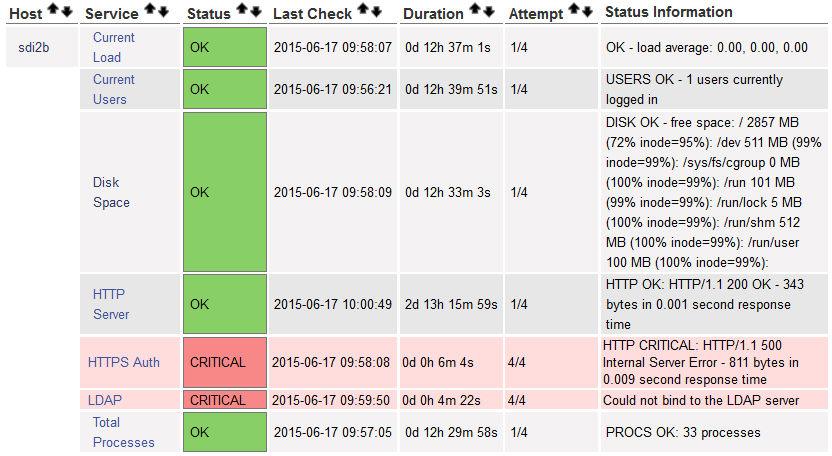 Host Service Status Last Check Duration Attempt Status Information
sdi2b
Current
Load
OK 2015-06-17 09:58:07 0d 12h 37m 1s 1/4 OK - load average: 0.00, 0.00, 0.00
Current
Users
OK 2015-06-17 09:56:21 0d 12h 39m 51s 1/4
USERS OK - 1 users currently
logged in
Disk
Space
OK 2015-06-17 09:58:09 0d 12h 33m 3s 1/4
DISK OK - free space: / 2857 MB
(72% inode=95%): /dev 511 MB (99%
inode=99%): /sys/fs/cgroup 0 MB
(100% inode=99%): /run 101 MB
(99% inode=99%): /run/lock 5 MB
(100% inode=99%): /run/shm 512
MB (100% inode=99%): /run/user
100 MB (100% inode=99%):
HTTP
Server
OK 2015-06-17 10:00:49 2d 13h 15m 59s 1/4
HTTP OK: HTTP/1.1 200 OK - 343
bytes in 0.001 second response
time
HTTPS Auth CRITICAL 2015-06-17 09:58:08 0d 0h 6m 4s 4/4
HTTP CRITICAL: HTTP/1.1 500
Internal Server Error - 811 bytes in
0.009 second response time
LDAP CRITICAL 2015-06-17 09:59:50 0d 0h 4m 22s 4/4 Could not bind to the LDAP server
Total
Processes
OK 2015-06-17 09:57:05 0d 12h 29m 58s 1/4 PROCS OK: 33 processes